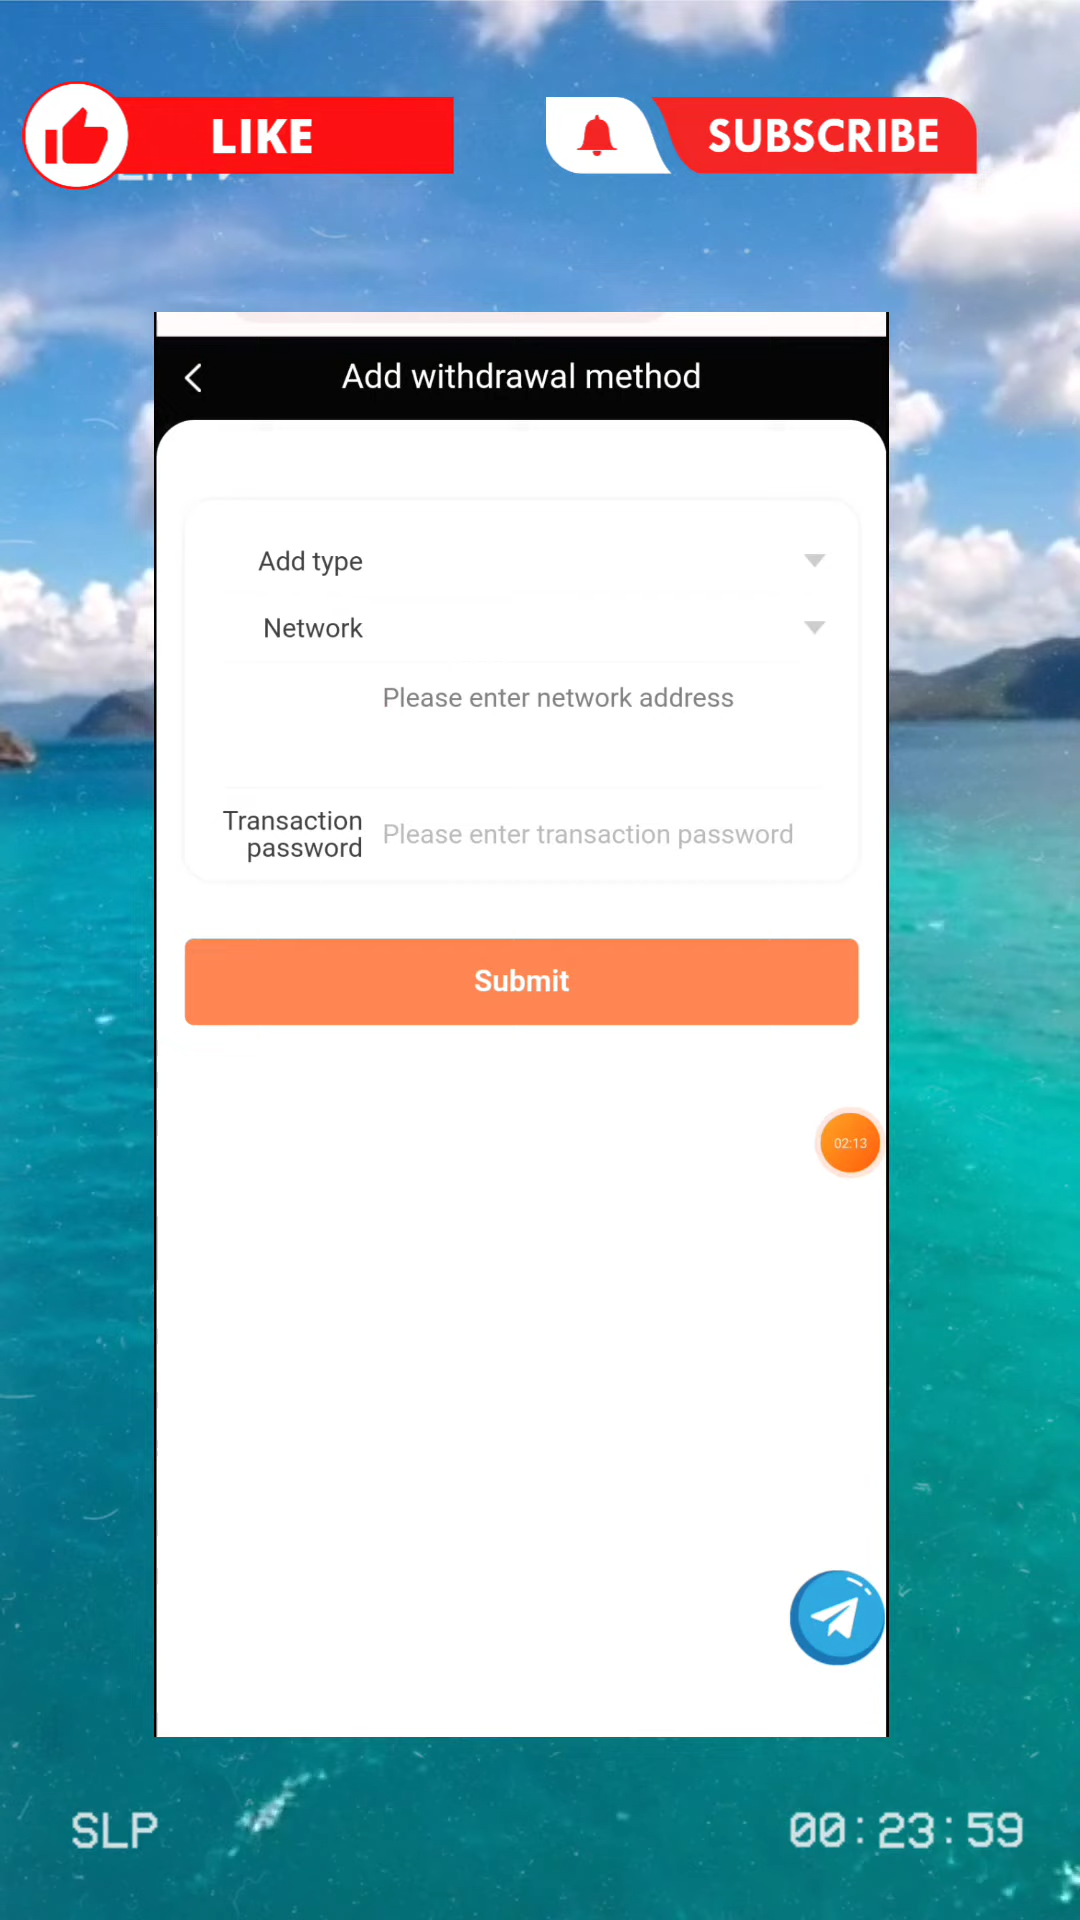 LIKE
SUBSCRIBE
Add withdrawal method
Add type
Network
Please enter network address
Transaction
password
Please enter transaction password
Submit
02:13
SLP
00:23:59